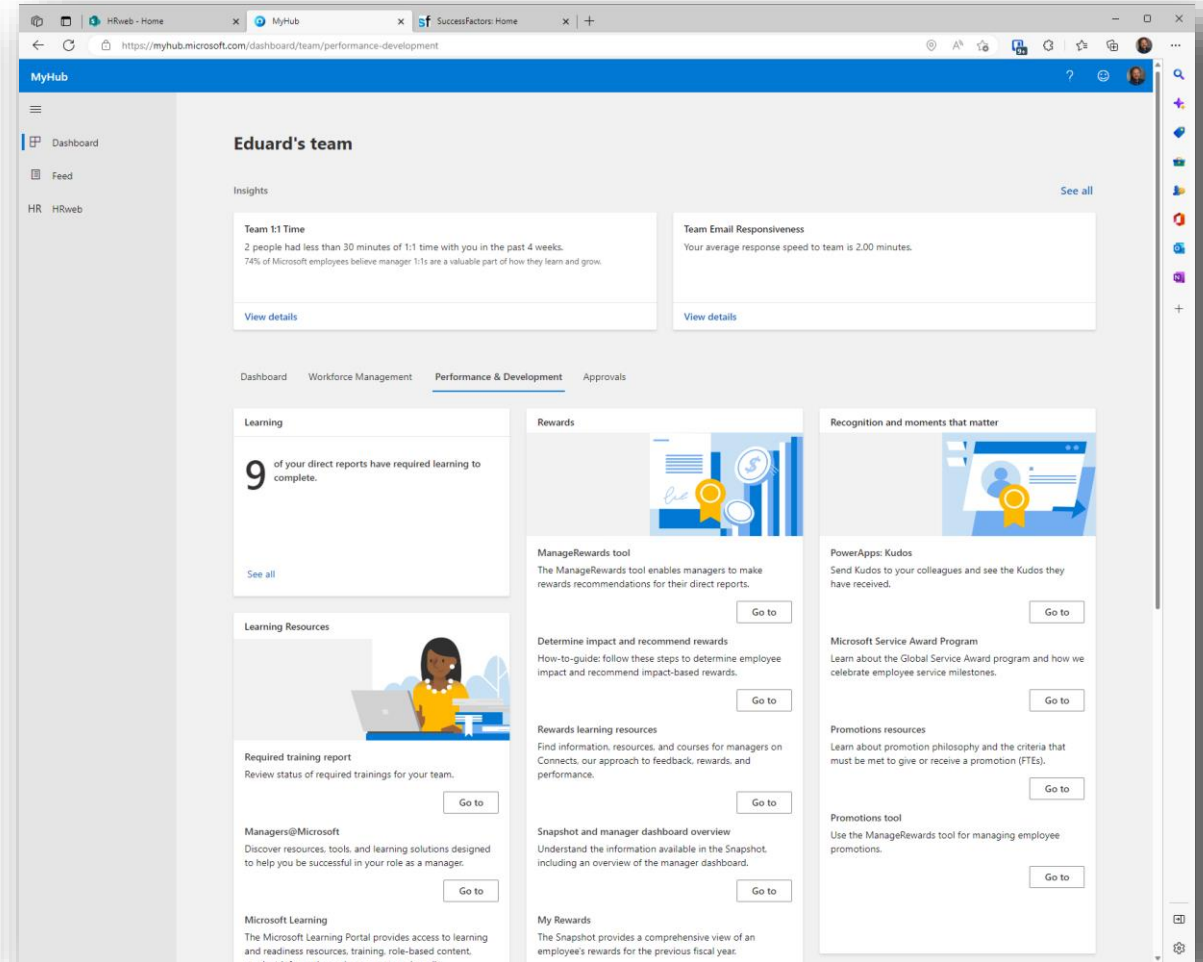 HRweb - Home
MyHub
SuccessFactors: Home
https://myhub.microsoft.com/dashboard/team/performance-development
MyHub
Dashboard
Feed
HR HRweb
Eduard's team
Insights
See all
Team 1:1 Time
2 people had less than 30 minutes of 1:1 time with you in the past 4 weeks.
74% of Microsoft employees believe manager 1:1s are a valuable part of how they learn and grow.
View details
Team Email Responsiveness
Your average response speed to team is 2.00 minutes.
View details
Dashboard Workforce Management Performance & Development Approvals
Learning
9 of your direct reports have required learning to
complete.
See all
Learning Resources
Required training report
Review status of required trainings for your team.
Go to
Managers@Microsoft
Discover resources, tools, and learning solutions designed
to help you be successful in your role as a manager.
Go to
Microsoft Learning
The Microsoft Learning Portal provides access to learning
and readiness resources, training, role-based content,
Rewards
ManageRewards tool
The ManageRewards tool enables managers to make
rewards recommendations for their direct reports.
Go to
Determine impact and recommend rewards
How-to-guide: follow these steps to determine employee
impact and recommend impact-based rewards.
Go to
Rewards learning resources
Find information, resources, and courses for managers on
Connects, our approach to feedback, rewards, and
performance.
Go to
Snapshot and manager dashboard overview
Understand the information available in the Snapshot,
including an overview of the manager dashboard.
Go to
My Rewards
The Snapshot provides a comprehensive view of an
employee's rewards for the previous fiscal year.
Recognition and moments that matter
PowerApps: Kudos
Send Kudos to your colleagues and see the Kudos they
have received.
Go to
Microsoft Service Award Program
Learn about the Global Service Award program and how we
celebrate employee service milestones.
Go to
Promotions resources
Learn about promotion philosophy and the criteria that
must be met to give or receive a promotion (FTEs).
Go to
Promotions tool
Use the ManageRewards tool for managing employee
promotions.
Go to